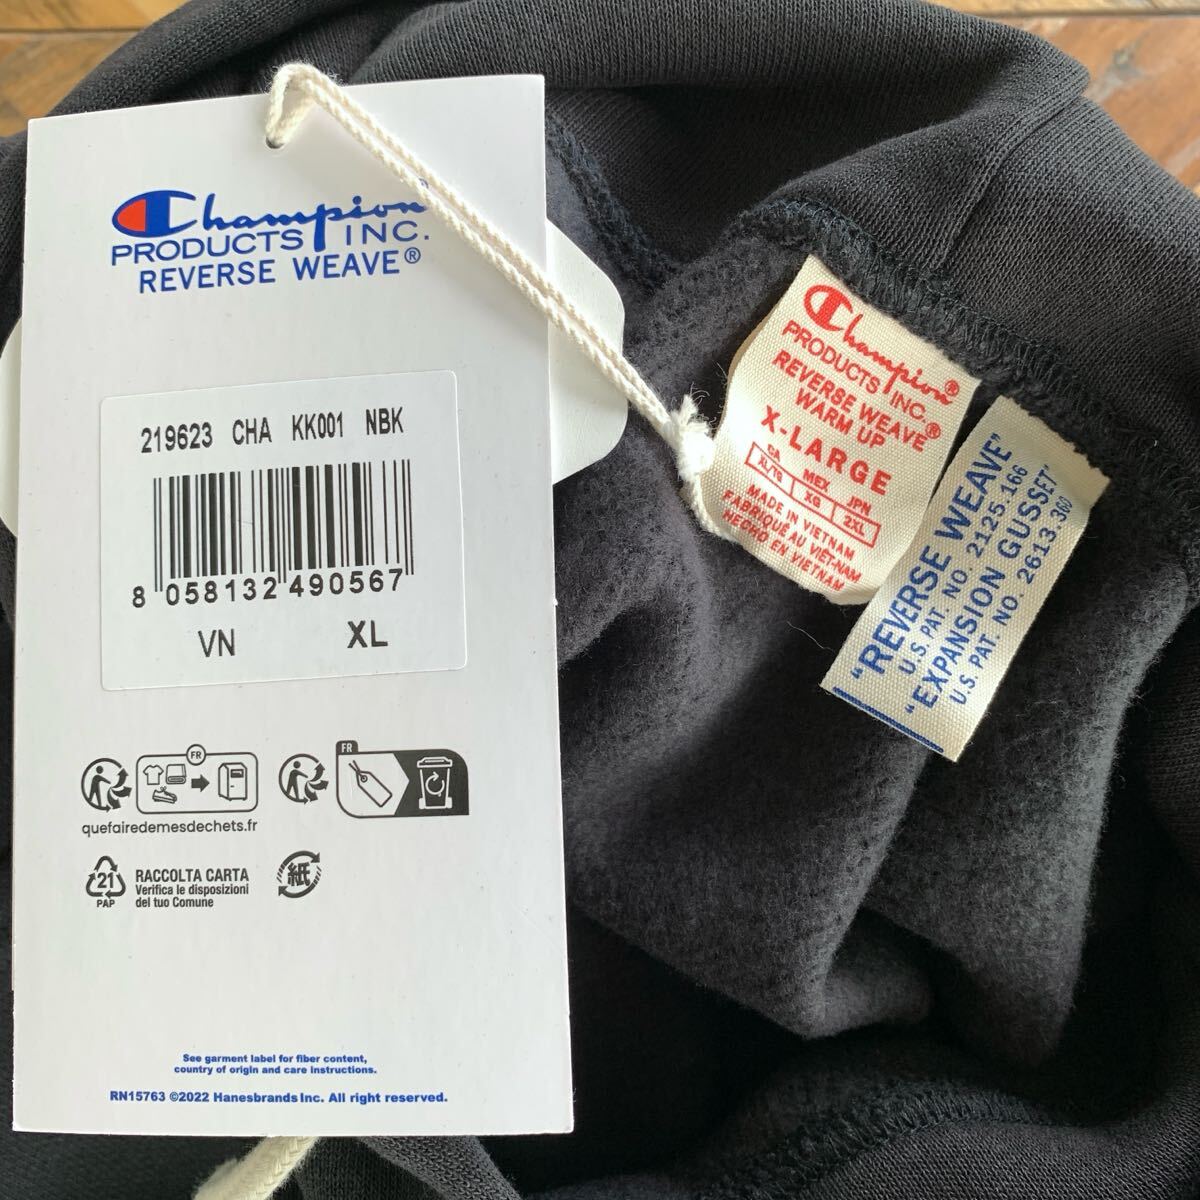 Champion
PRODUCTS INC.
REVERSE WEAVE®
219623 CHA KK001 NBK
8 058132 490567
VN XL
FR
FR
quefairedemesdechets.fr
21
PAP
RACCOLTA CARTA
Verifica le disposizioni
del tuo Comune
紙
See garment label for fiber content,
country of origin and care instructions.
RN15763 ©2022 Hanesbrands Inc. All right reserved.
Champion®
PRODUCTS INC.
REVERSE WEAVE®
WARM UP
X-LARGE
CA MEX JPN
XL/TG XG 2XL
MADE IN VIETNAM
FABRIQUÉ AU VIET-NAM
HECHO EN VIETNAM
"REVERSE WEAVE"
U.S. PAT. NO. 2125.166
"EXPANSION GUSSET"
U.S. PAT. NO. 2613.360